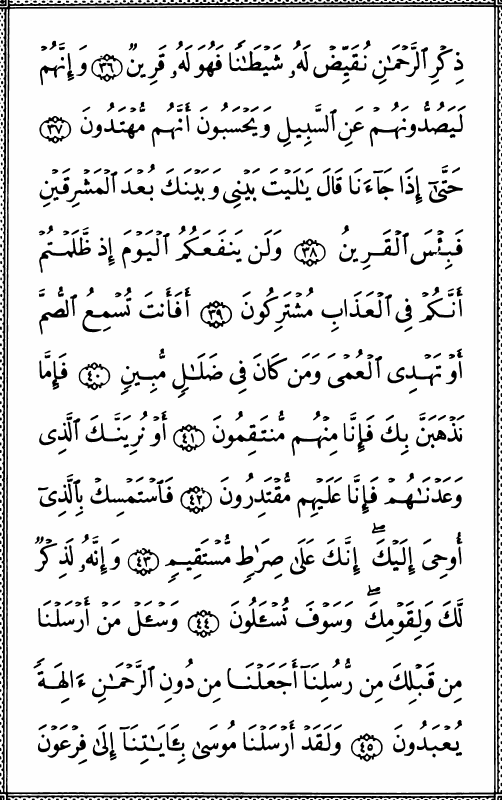 ذِكْرِ ٱلرَّحْمَٰنِ نُقَيِّضْ لَهُۥ شَيْطَٰنًا فَهُوَ لَهُۥ قَرِينٌ ۝٣٦ وَإِنَّهُمْ
لَيَصُدُّونَهُمْ عَنِ ٱلسَّبِيلِ وَيَحْسَبُونَ أَنَّهُم مُّهْتَدُونَ ۝٣٧
حَتَّىٰٓ إِذَا جَآءَنَا قَالَ يَٰلَيْتَ بَيْنِى وَبَيْنَكَ بُعْدَ ٱلْمَشْرِقَيْنِ
فَبِئْسَ ٱلْقَرِينُ ۝٣٨ وَلَن يَنفَعَكُمُ ٱلْيَوْمَ إِذ ظَّلَمْتُمْ
أَنَّكُمْ فِى ٱلْعَذَابِ مُشْتَرِكُونَ ۝٣٩ أَفَأَنتَ تُسْمِعُ ٱلصُّمَّ
أَوْ تَهْدِى ٱلْعُمْىَ وَمَن كَانَ فِى ضَلَٰلٍ مُّبِينٍ ۝٤٠ فَإِمَّا
نَذْهَبَنَّ بِكَ فَإِنَّا مِنْهُم مُّنتَقِمُونَ ۝٤١ أَوْ نُرِيَنَّكَ ٱلَّذِى
وَعَدْنَٰهُمْ فَإِنَّا عَلَيْهِم مُّقْتَدِرُونَ ۝٤٢ فَٱسْتَمْسِكْ بِٱلَّذِىٓ
أُوحِىَ إِلَيْكَ ۖ إِنَّكَ عَلَىٰ صِرَٰطٍ مُّسْتَقِيمٍ ۝٤٣ وَإِنَّهُۥ لَذِكْرٌ
لَّكَ وَلِقَوْمِكَ ۖ وَسَوْفَ تُسْـَٔلُونَ ۝٤٤ وَسْـَٔلْ مَنْ أَرْسَلْنَا
مِن قَبْلِكَ مِن رُّسُلِنَآ أَجَعَلْنَا مِن دُونِ ٱلرَّحْمَٰنِ ءَالِهَةً
يُعْبَدُونَ ۝٤٥ وَلَقَدْ أَرْسَلْنَا مُوسَىٰ بِـَٔايَٰتِنَآ إِلَىٰ فِرْعَوْنَ